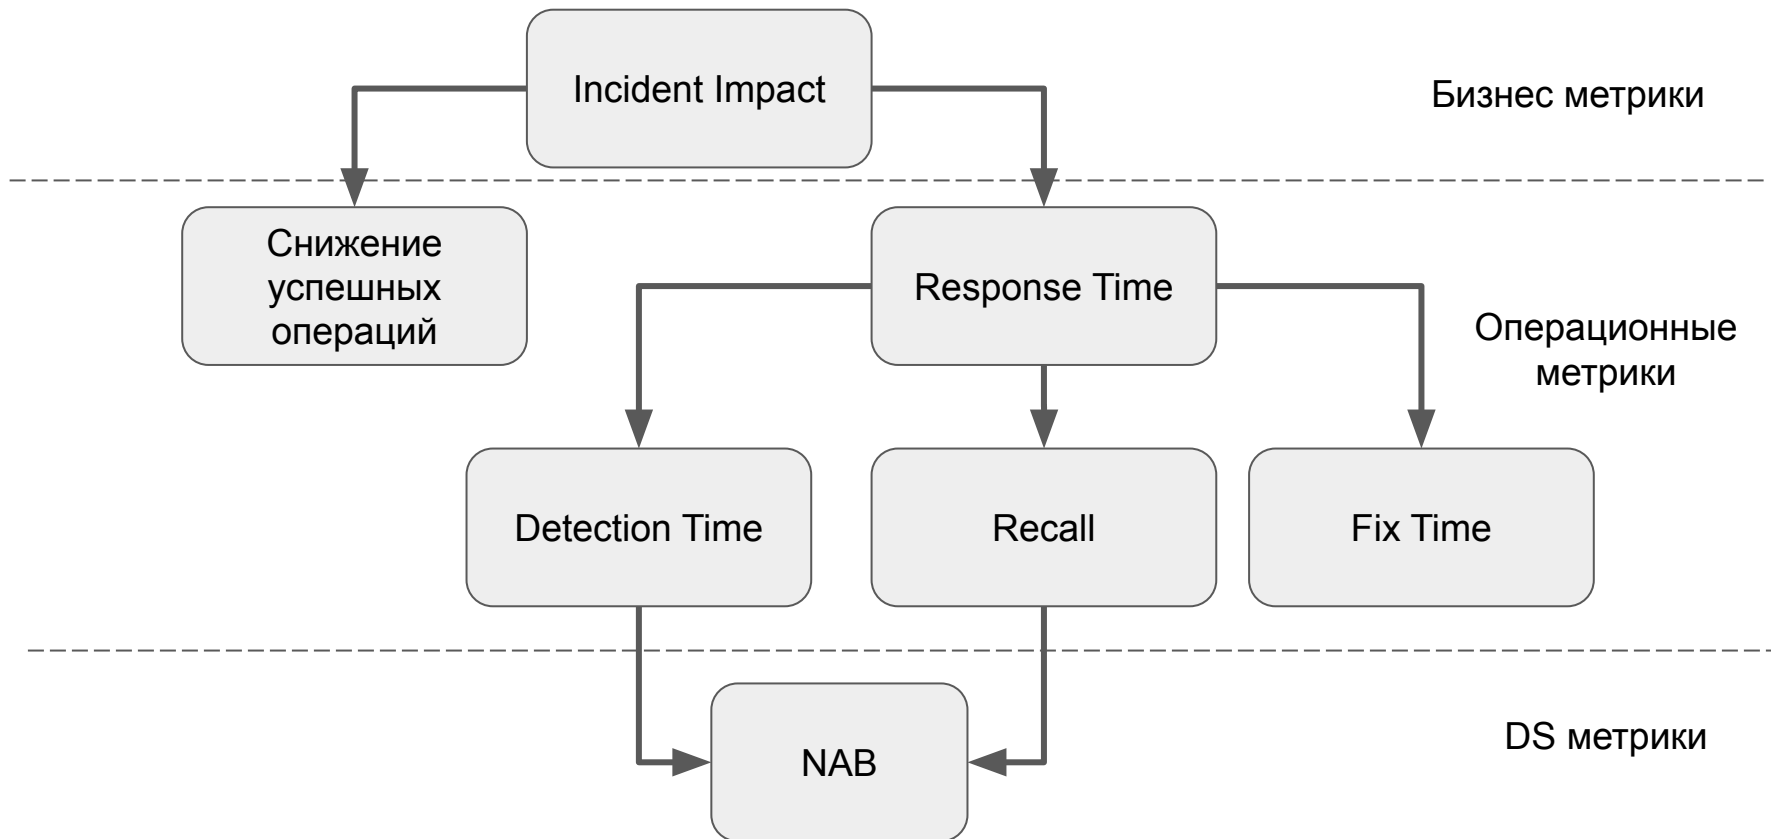 Incident Impact
Бизнес метрики
Снижение
успешных
операций
Response Time
Операционные
метрики
Detection Time
Recall
Fix Time
NAB
DS метрики